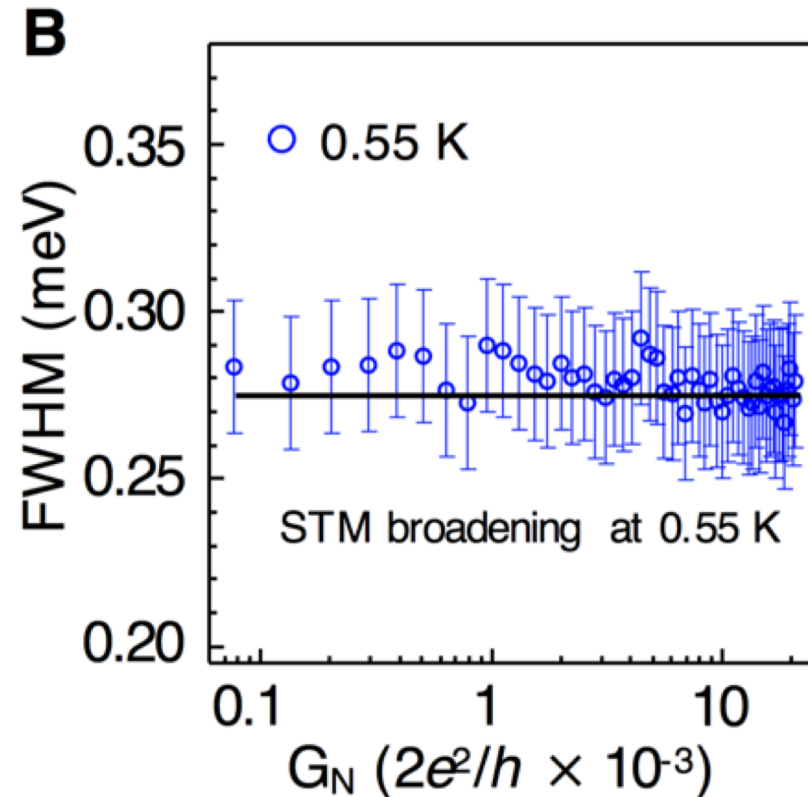 B
0.35
0.55 K
0.30
FWHM (meV)
0.25
STM broadening at 0.55 K
0.20
0.1 1 10
G_N (2e²/h × 10⁻³)